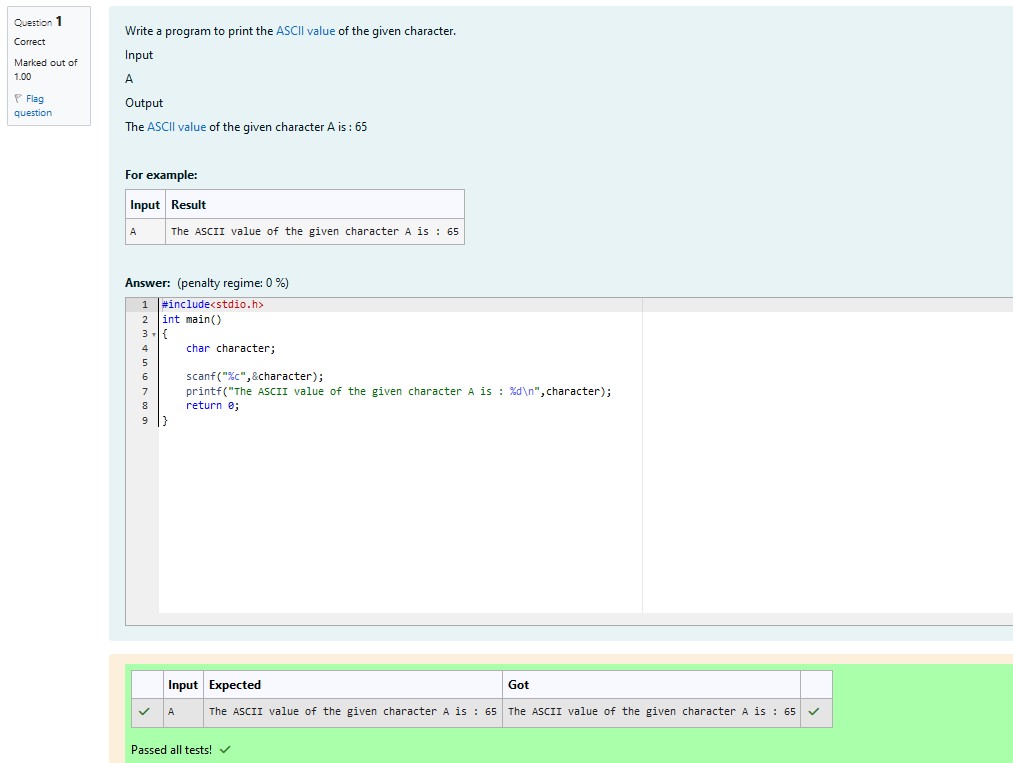 Question 1
Correct
Marked out of
1.00
Flag
question
Write a program to print the ASCII value of the given character.
Input
A
Output
The ASCII value of the given character A is : 65
For example:
Input Result
A The ASCII value of the given character A is : 65
Answer: (penalty regime: 0 %)
1 #include<stdio.h>
2 int main()
3 {
4 char character;
5
6 scanf("%c",&character);
7 printf("The ASCII value of the given character A is : %d\n",character);
8 return 0;
9 }
Input Expected Got
A The ASCII value of the given character A is : 65 The ASCII value of the given character A is : 65
Passed all tests!